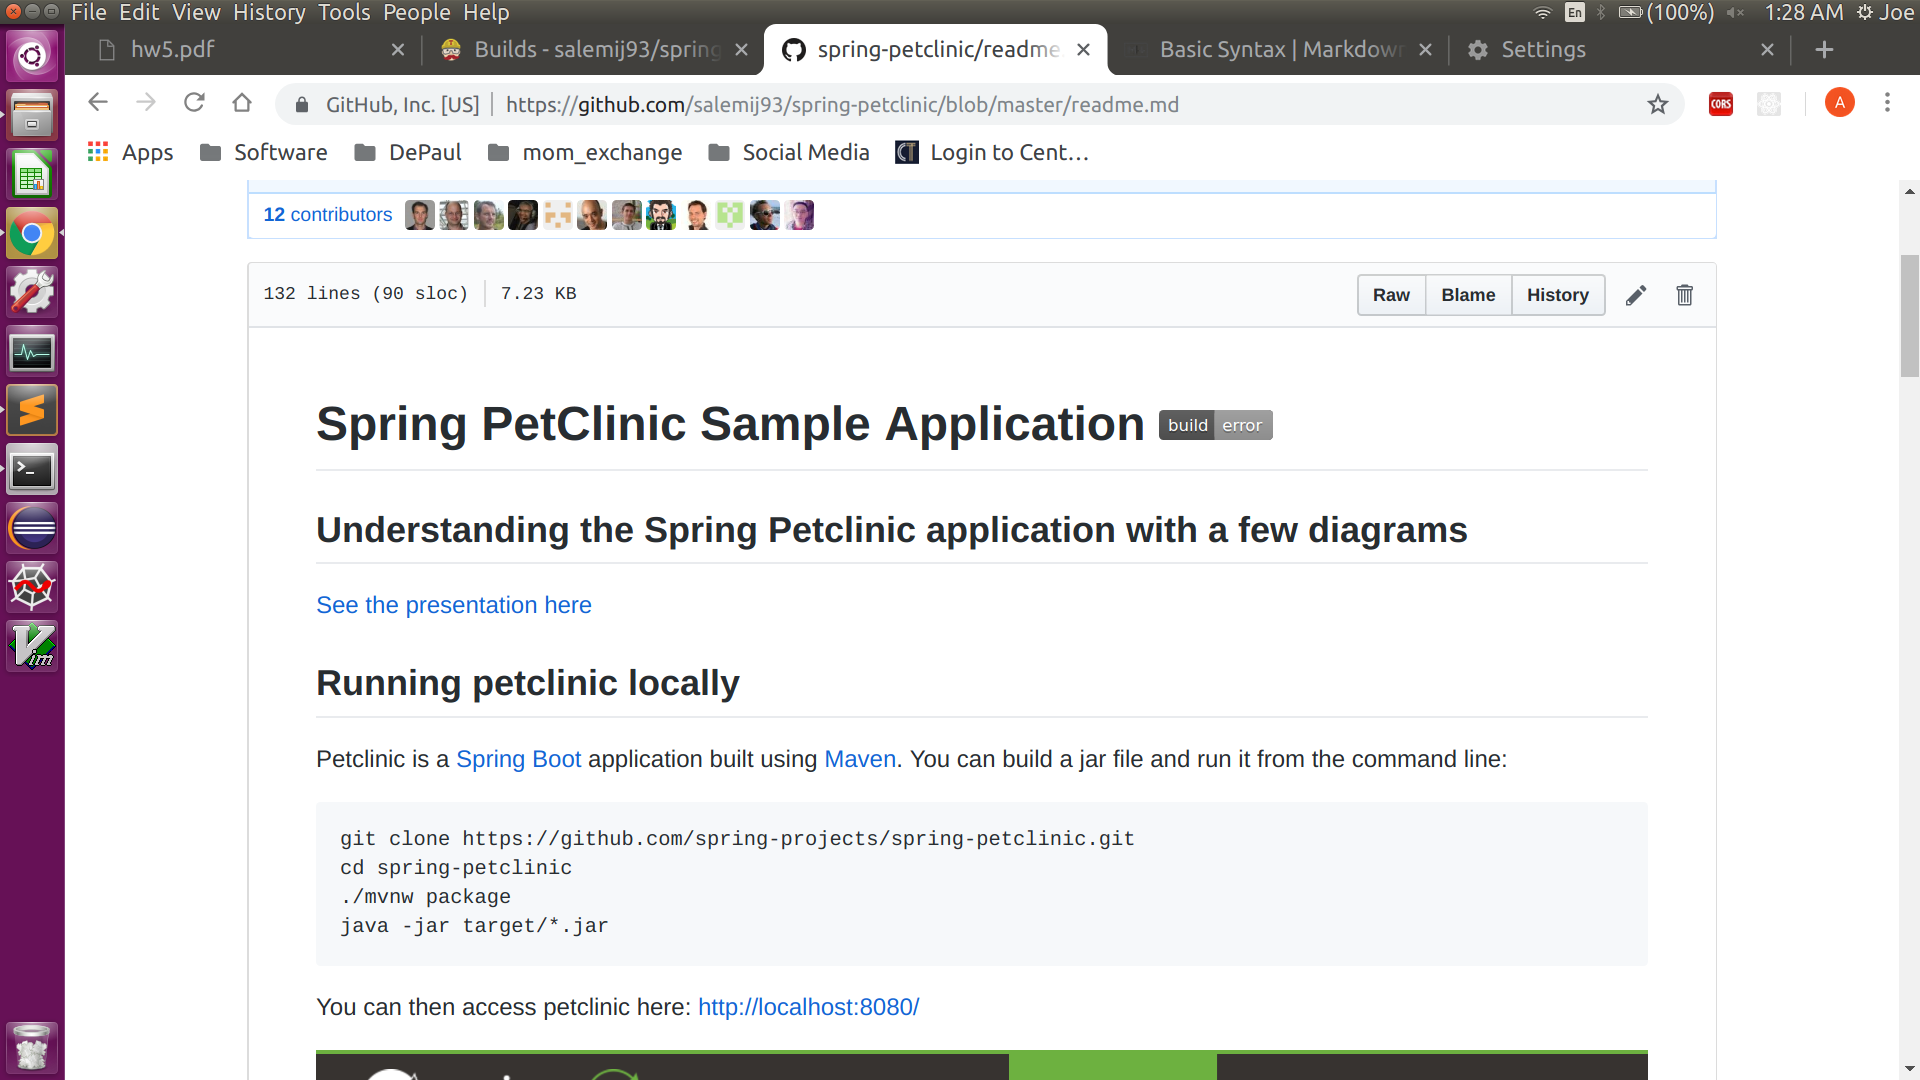 File Edit View History Tools People Help
En (100%) 1:28 AM Joe
hw5.pdf
Builds - salemij93/spring
spring-petclinic/readme
Basic Syntax | Markdown
Settings
GitHub, Inc. [US] https://github.com/salemij93/spring-petclinic/blob/master/readme.md
CORS
A
Apps Software DePaul mom_exchange Social Media CT Login to Cent...
12 contributors
132 lines (90 sloc) 7.23 KB
Raw Blame History
Spring PetClinic Sample Application build error
Understanding the Spring Petclinic application with a few diagrams
See the presentation here
Running petclinic locally
Petclinic is a Spring Boot application built using Maven. You can build a jar file and run it from the command line:
git clone https://github.com/spring-projects/spring-petclinic.git
cd spring-petclinic
./mvnw package
java -jar target/*.jar
You can then access petclinic here: http://localhost:8080/
Vim